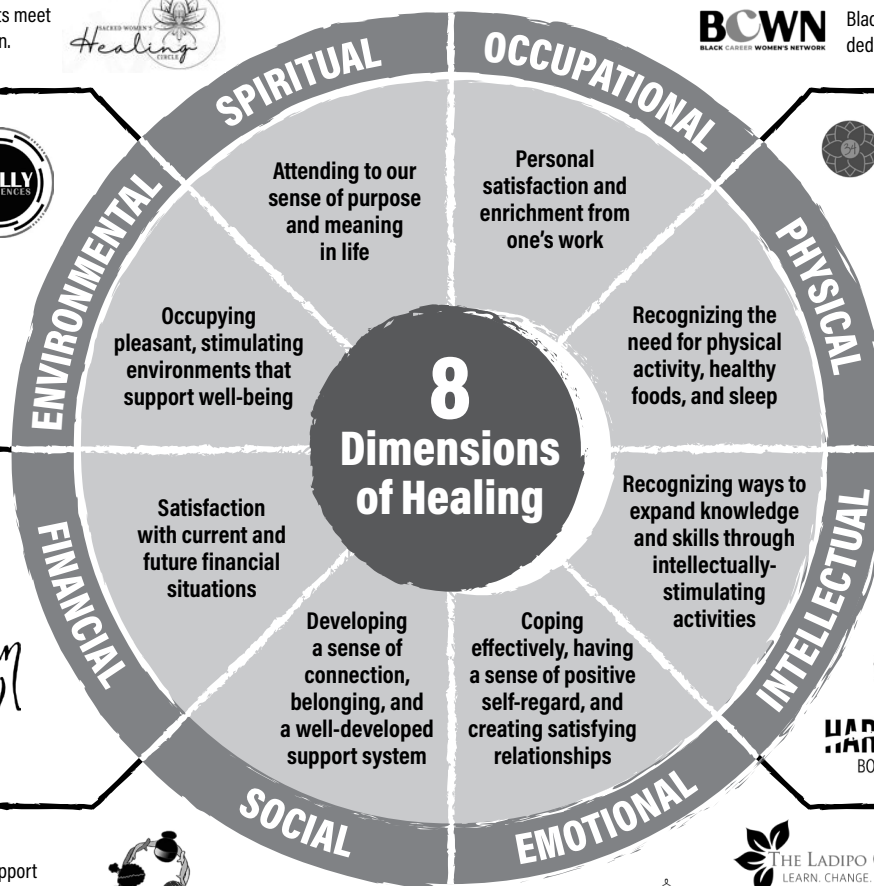 ts meet
n.
SACRED WOMEN'S
Healing
CIRCLE
BCWN
BLACK CAREER WOMEN'S NETWORK
Blac
ded
LLY
ENCES
34
SPIRITUAL
Attending to our
sense of purpose
and meaning
in life
OCCUPATIONAL
Personal
satisfaction and
enrichment from
one's work
ENVIRONMENTAL
Occupying
pleasant, stimulating
environments that
support well-being
PHYSICAL
Recognizing the
need for physical
activity, healthy
foods, and sleep
8
Dimensions
of Healing
FINANCIAL
Satisfaction
with current and
future financial
situations
INTELLECTUAL
Recognizing ways to
expand knowledge
and skills through
intellectually-
stimulating
activities
SOCIAL
Developing
a sense of
connection,
belonging, and
a well-developed
support system
EMOTIONAL
Coping
effectively, having
a sense of positive
self-regard, and
creating satisfying
relationships
HAR
BO
pport
THE LADIPO
LEARN. CHANGE.